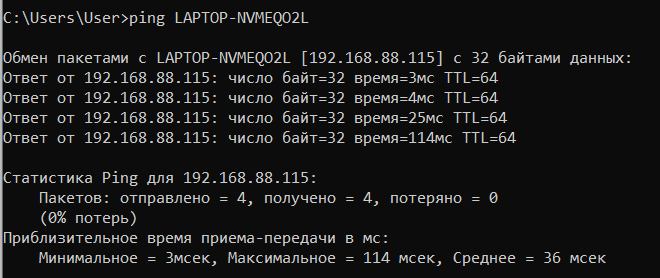 C:\Users\User>ping LAPTOP-NVMEQO2L
Обмен пакетами с LAPTOP-NVMEQO2L [192.168.88.115] с 32 байтами данных:
Ответ от 192.168.88.115: число байт=32 время=3мс TTL=64
Ответ от 192.168.88.115: число байт=32 время=4мс TTL=64
Ответ от 192.168.88.115: число байт=32 время=25мс TTL=64
Ответ от 192.168.88.115: число байт=32 время=114мс TTL=64
Статистика Ping для 192.168.88.115:
Пакетов: отправлено = 4, получено = 4, потеряно = 0
(0% потерь)
Приблизительное время приема-передачи в мс:
Минимальное = 3мсек, Максимальное = 114 мсек, Среднее = 36 мсек